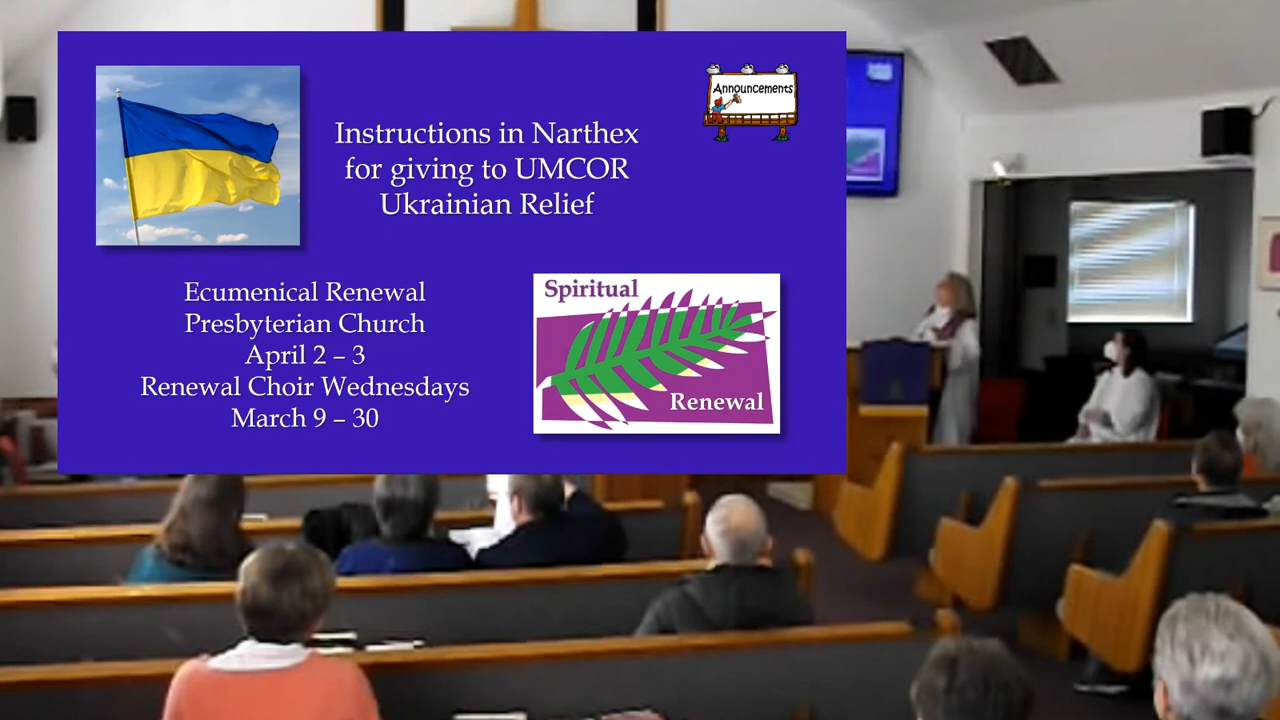 Announcements
Instructions in Narthex
for giving to UMCOR
Ukrainian Relief
Ecumenical Renewal
Presbyterian Church
April 2 – 3
Renewal Choir Wednesdays
March 9 – 30
Spiritual
Renewal